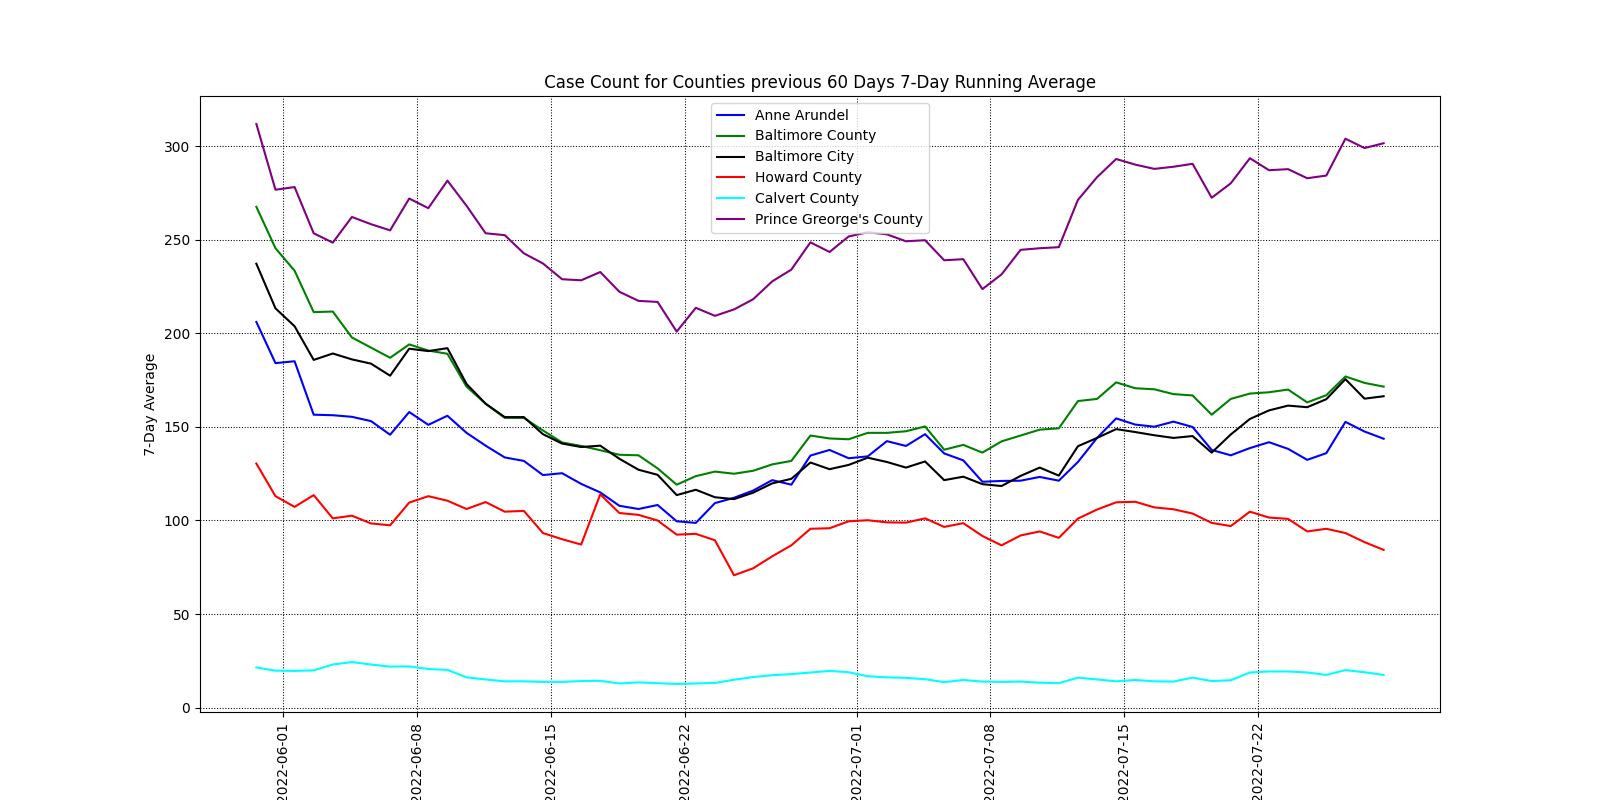 Case Count for Counties previous 60 Days 7-Day Running Average
Anne Arundel
Baltimore County
Baltimore City
Howard County
Calvert County
Prince Greorge's County
7-Day Average
300
250
200
150
100
50
0
2022-06-01
2022-06-08
2022-06-15
2022-06-22
2022-07-01
2022-07-08
2022-07-15
2022-07-22